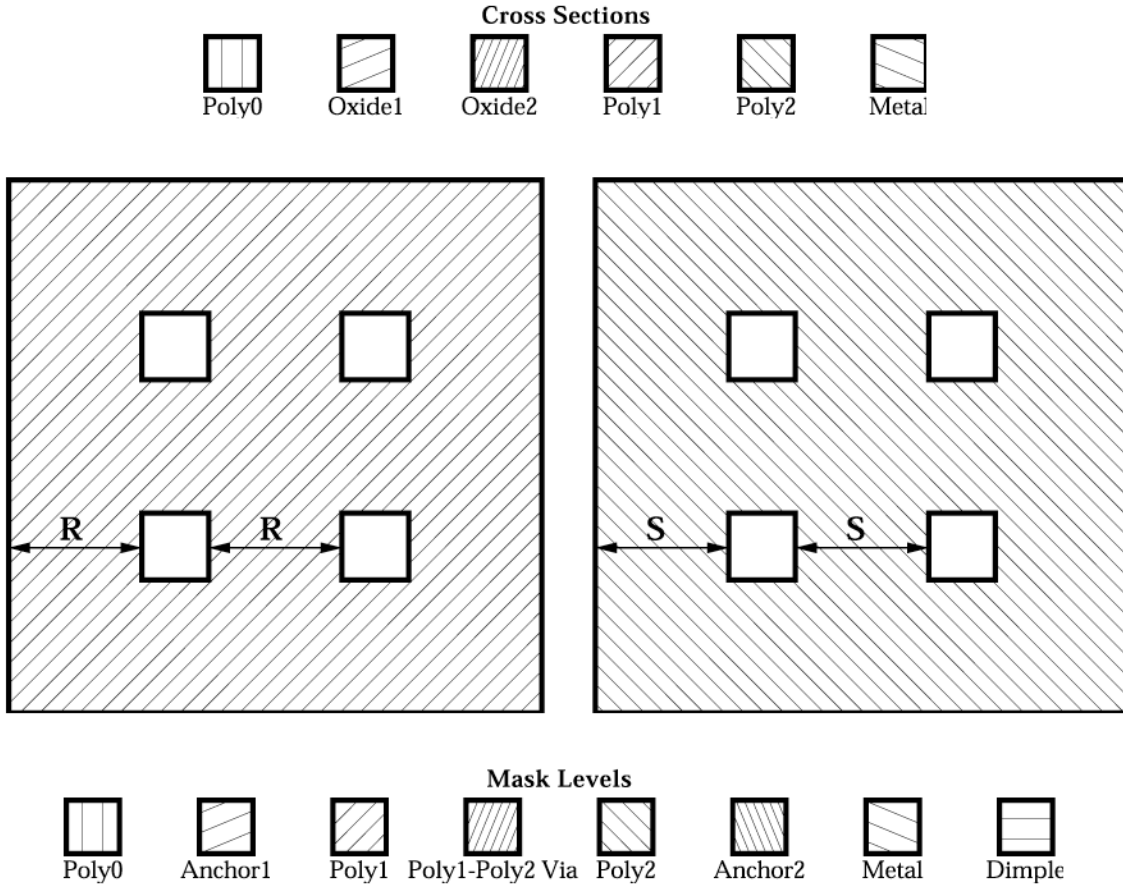 Cross Sections
Poly0 Oxide1 Oxide2 Poly1 Poly2 Metal
R R S S
Mask Levels
Poly0 Anchor1 Poly1 Poly1-Poly2 Via Poly2 Anchor2 Metal Dimple